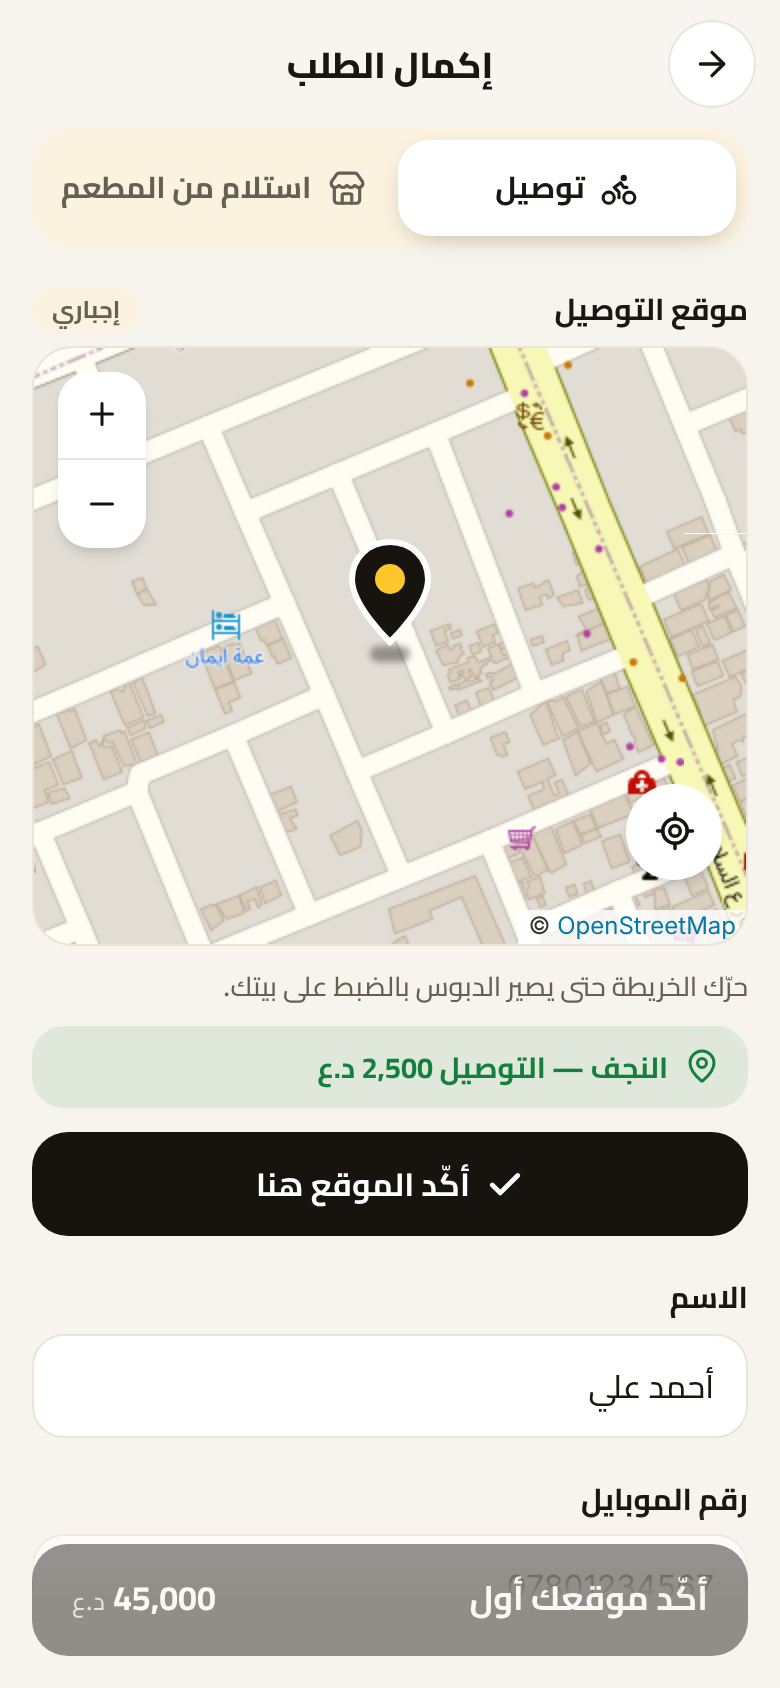 إكمال الطلب
توصيل
استلام من المطعم
موقع التوصيل
إجباري
+
−
$€
عمة ايمان
© OpenStreetMap
حرّك الخريطة حتى يصير الدبوس بالضبط على بيتك.
النجف — التوصيل 2,500 د.ع
أكّد الموقع هنا
الاسم
أحمد علي
رقم الموبايل
07801234567
أكّد موقعك أول
45,000 د.ع